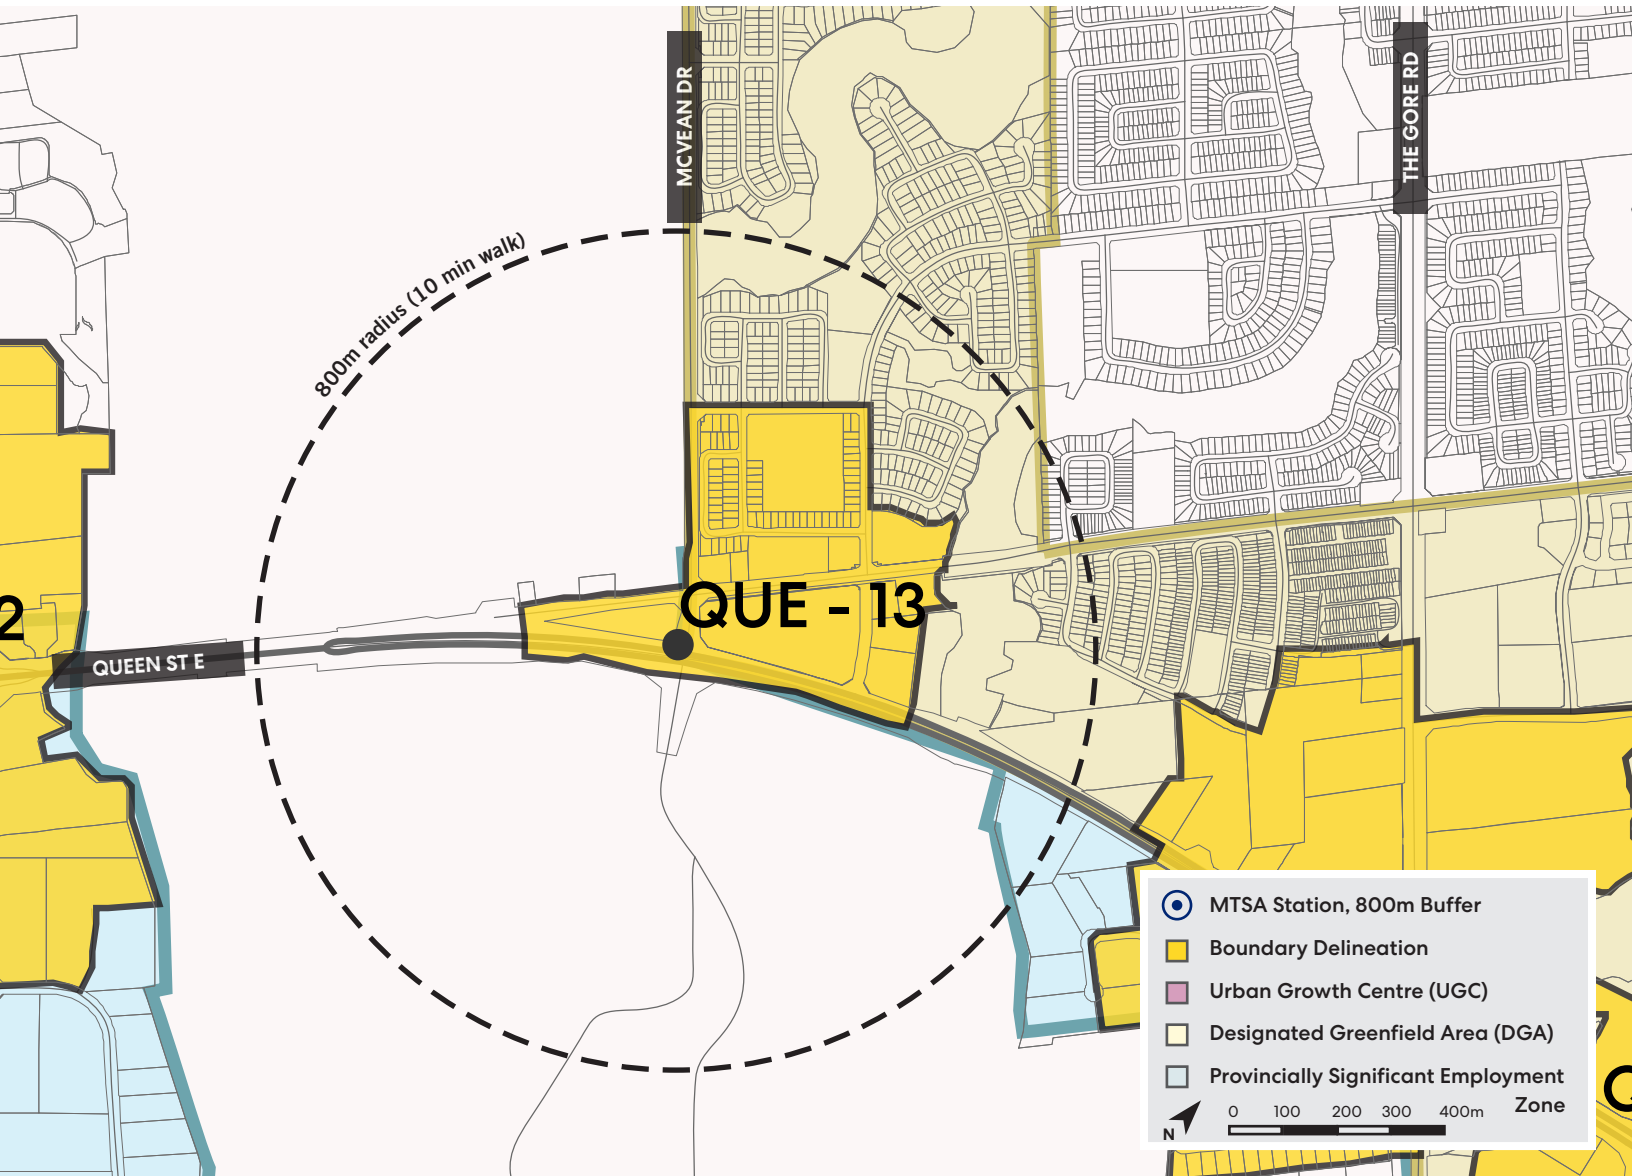 MCVEAN DR
THE GORE RD
800m radius (10 min walk)
QUE - 13
2
QUEEN ST E
MTSA Station, 800m Buffer
Boundary Delineation
Urban Growth Centre (UGC)
Designated Greenfield Area (DGA)
Provincially Significant Employment
Zone
0 100 200 300 400m
N
Q